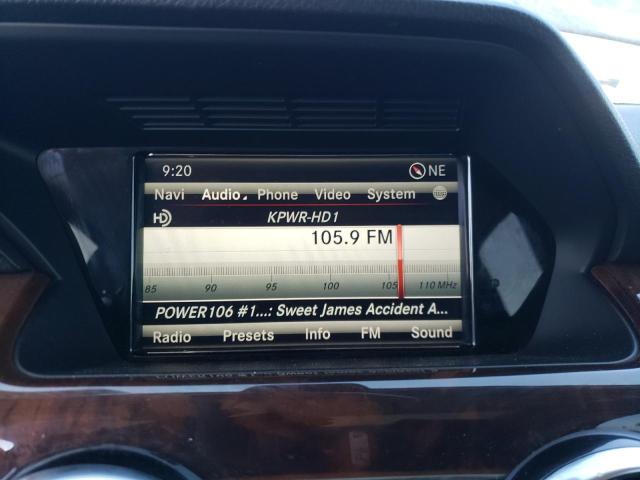 9:20 NE
Navi Audio Phone Video System
HD KPWR-HD1
105.9 FM
85 90 95 100 105 110 MHz
POWER106 #1...: Sweet James Accident A...
Radio Presets Info FM Sound